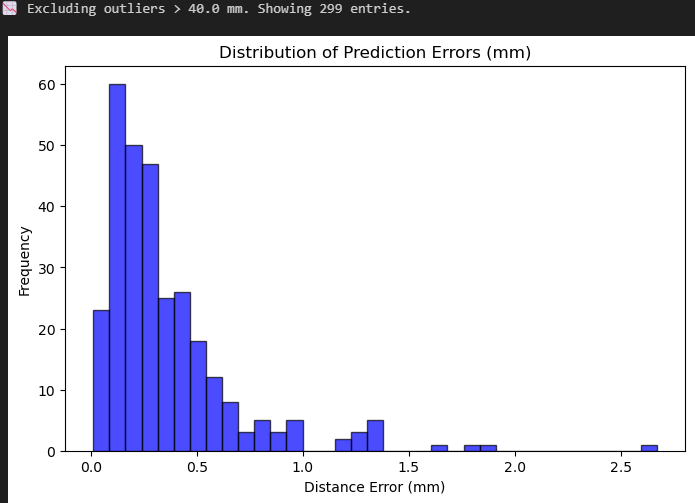 Excluding outliers > 40.0 mm. Showing 299 entries.
Distribution of Prediction Errors (mm)
60
50
40
30
20
10
0
Frequency
0.0 0.5 1.0 1.5 2.0 2.5
Distance Error (mm)